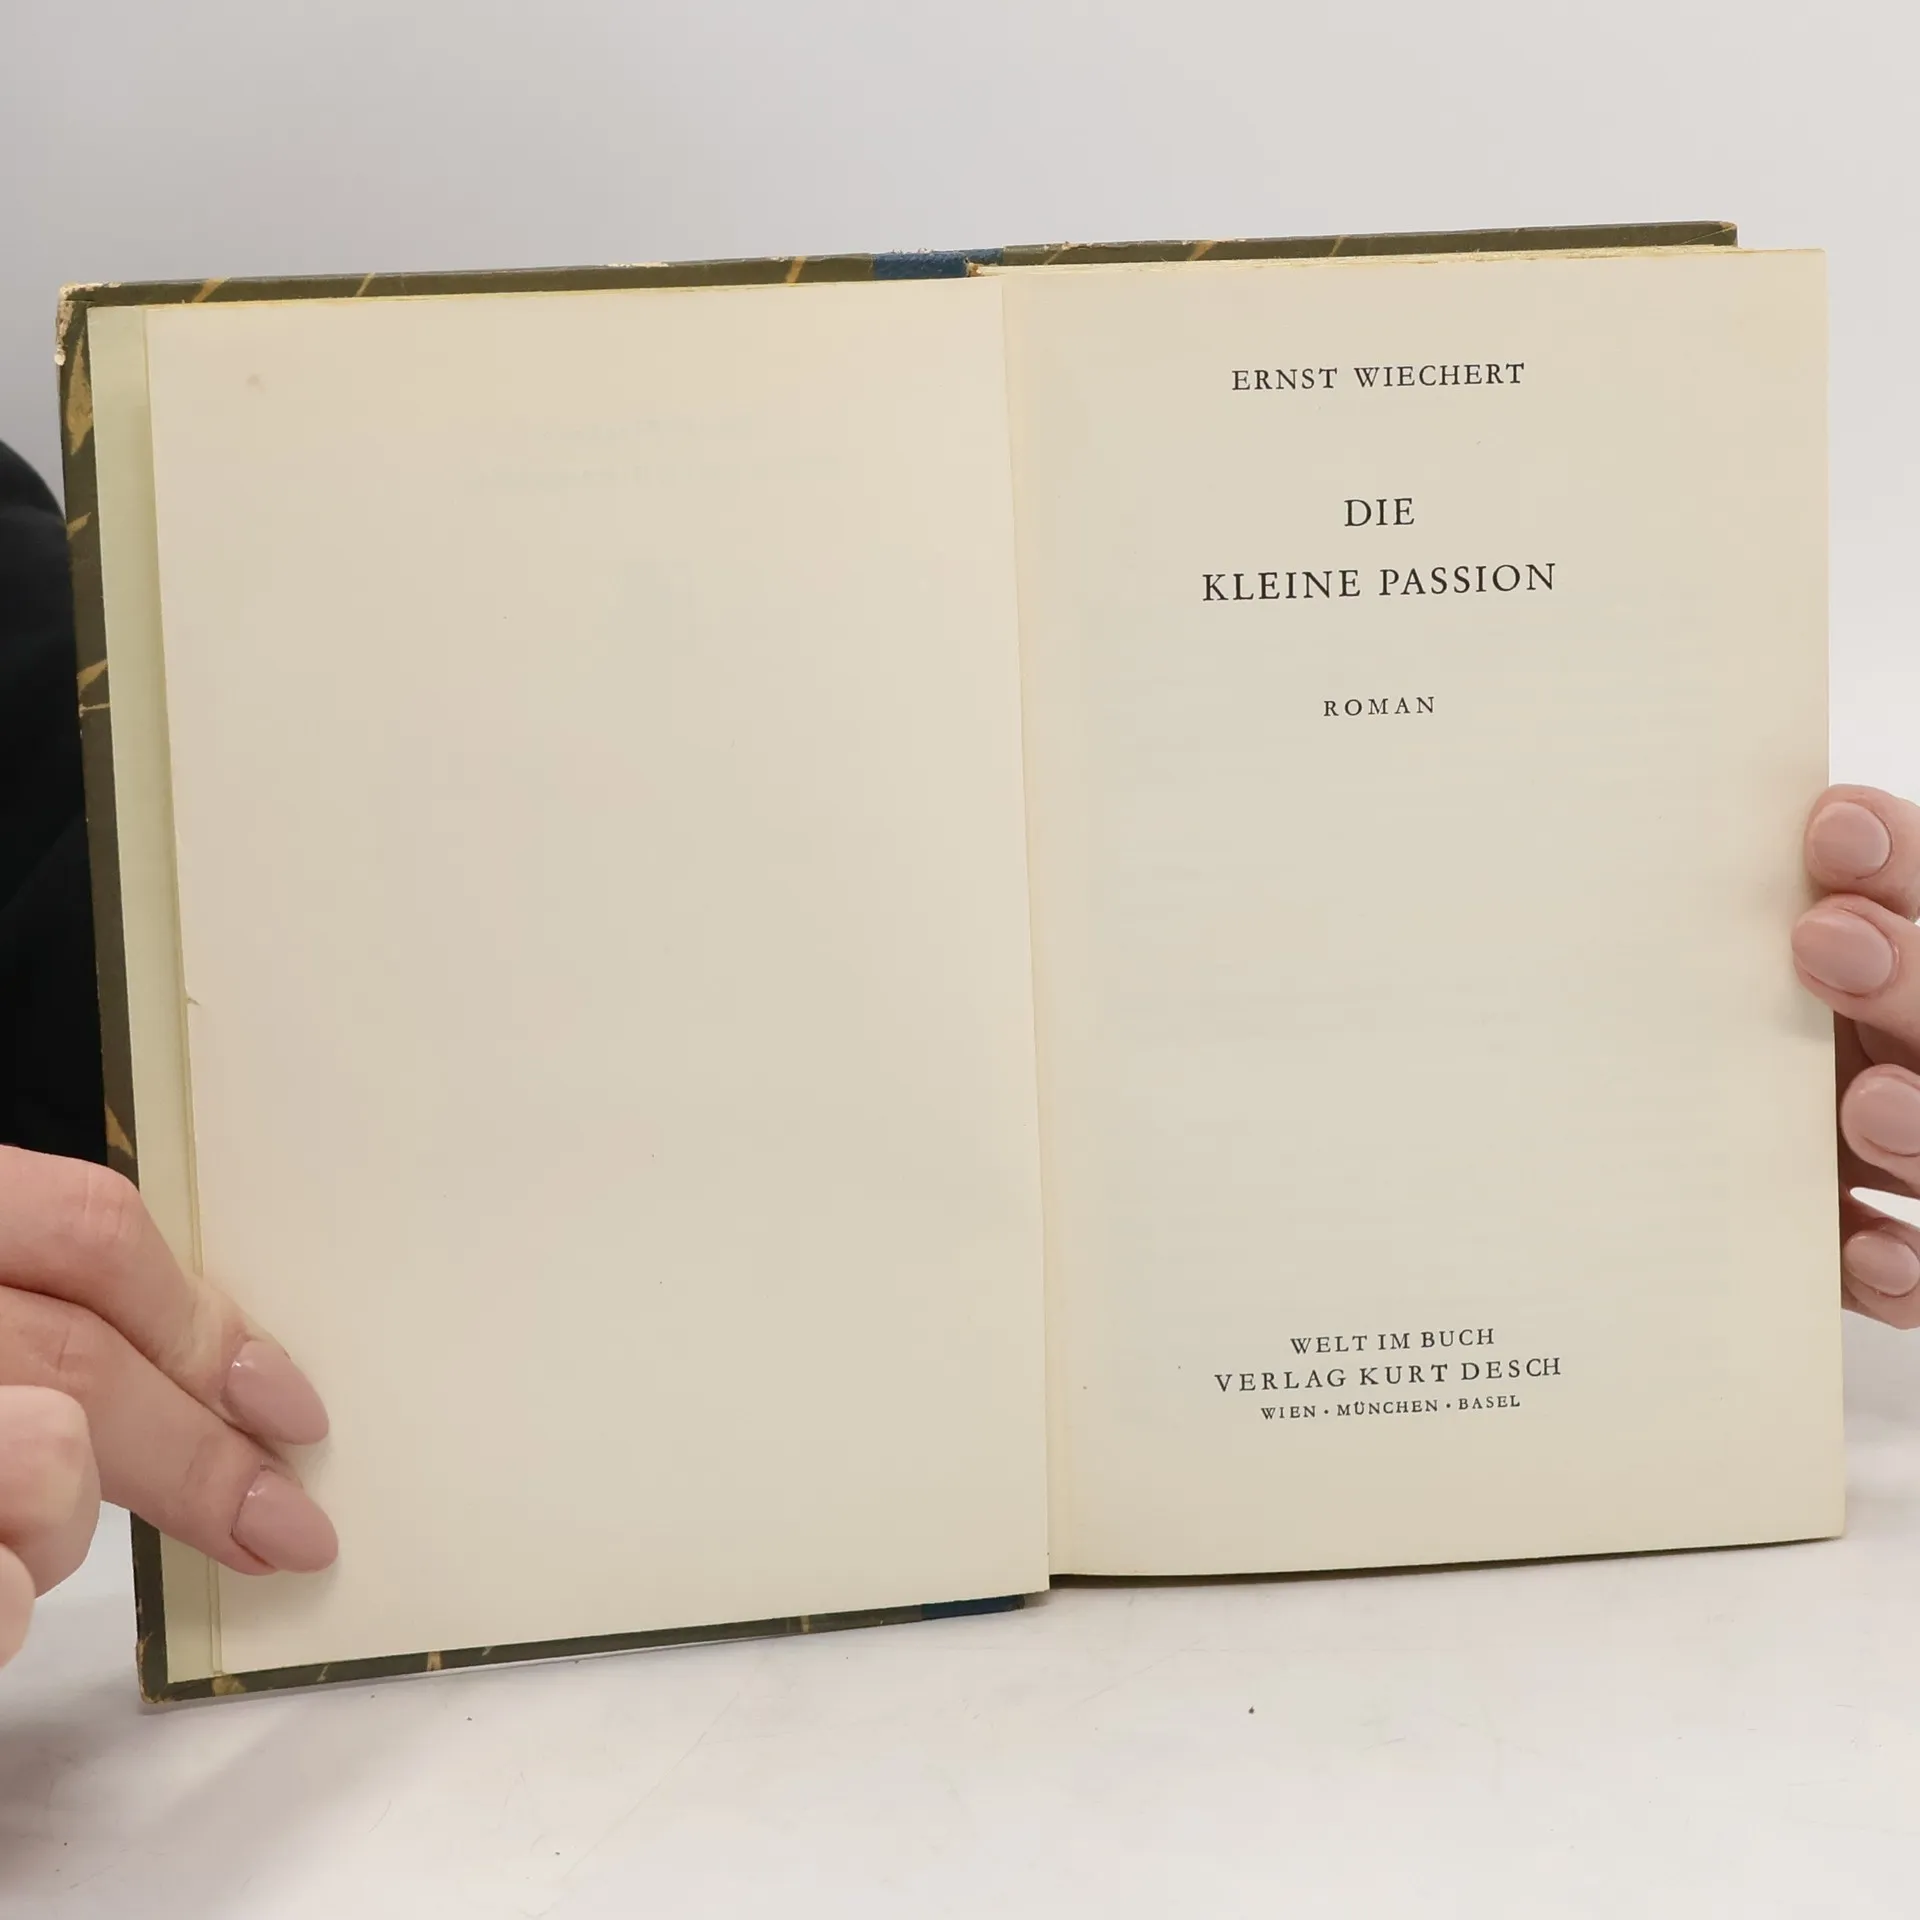 ERNST WIECHERT
DIE
KLEINE PASSION
ROMAN
WELT IM BUCH
VERLAG KURT DESCH
WIEN · MÜNCHEN · BASEL